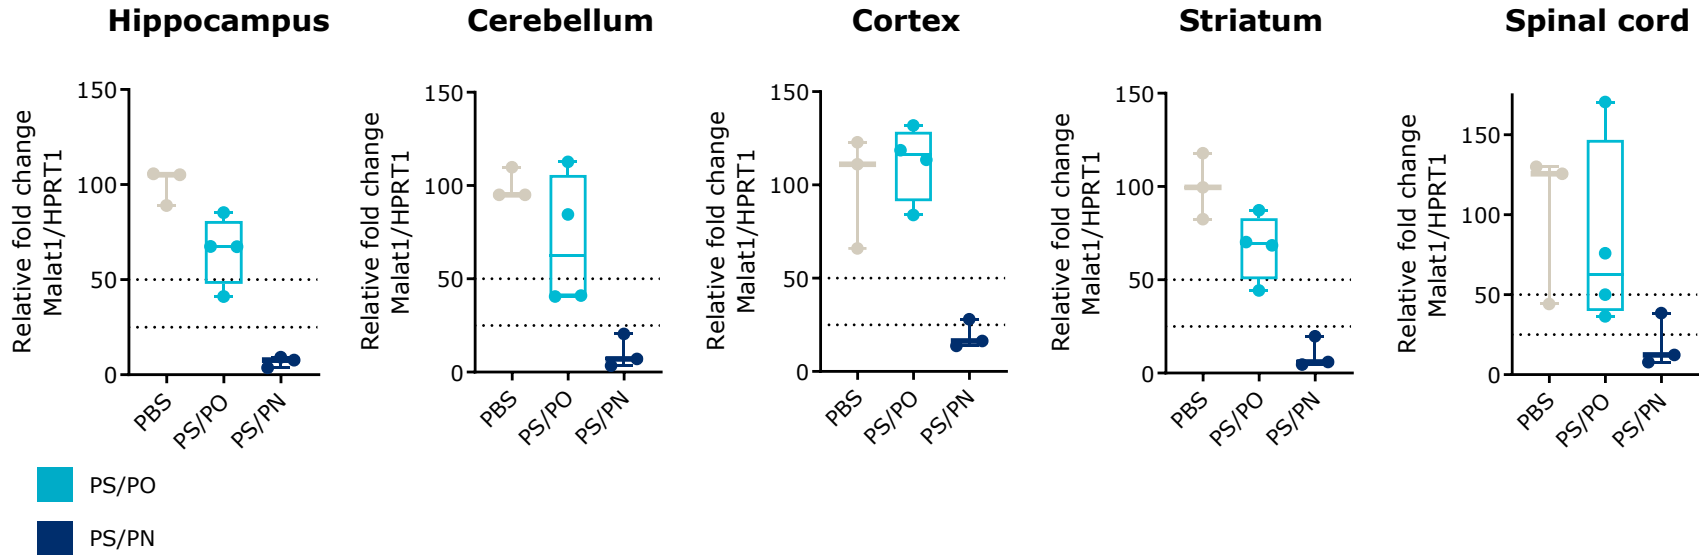 Hippocampus
Relative fold change
Malat1/HPRT1
150
100
50
0
PBS
PS/PO
PS/PN
Cerebellum
Relative fold change
Malat1/HPRT1
150
100
50
0
PBS
PS/PO
PS/PN
Cortex
Relative fold change
Malat1/HPRT1
150
100
50
0
PBS
PS/PO
PS/PN
Striatum
Relative fold change
Malat1/HPRT1
150
100
50
0
PBS
PS/PO
PS/PN
Spinal cord
Relative fold change
Malat1/HPRT1
150
100
50
0
PBS
PS/PO
PS/PN
PS/PO
PS/PN